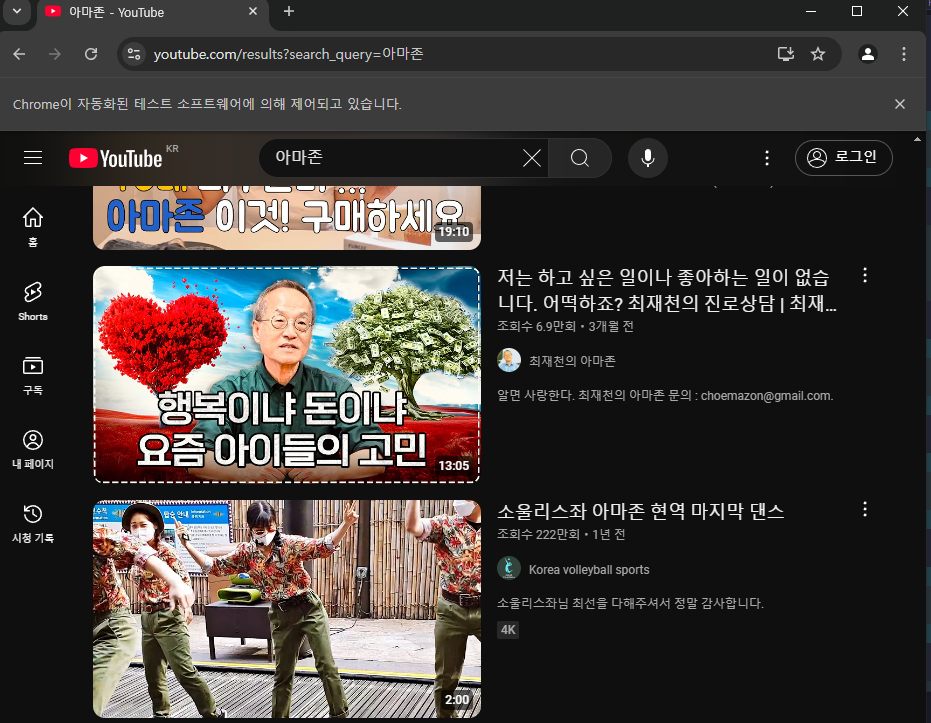 아마존 - YouTube
youtube.com/results?search_query=아마존
Chrome이 자동화된 테스트 소프트웨어에 의해 제어되고 있습니다.
YouTube KR
아마존
로그인
홈
Shorts
구독
내 페이지
시청 기록
아마존 이것! 구매하세요
19:10
행복이냐 돈이냐
요즘 아이들의 고민
13:05
저는 하고 싶은 일이나 좋아하는 일이 없습
니다. 어떡하죠? 최재천의 진로상담 | 최재...
조회수 6.9만회 • 3개월 전
최재천의 아마존
알면 사랑한다. 최재천의 아마존 문의 : choemazon@gmail.com.
2:00
소울리스좌 아마존 현역 마지막 댄스
조회수 222만회 • 1년 전
Korea volleyball sports
소울리스좌님 최선을 다해주셔서 정말 감사합니다.
4K